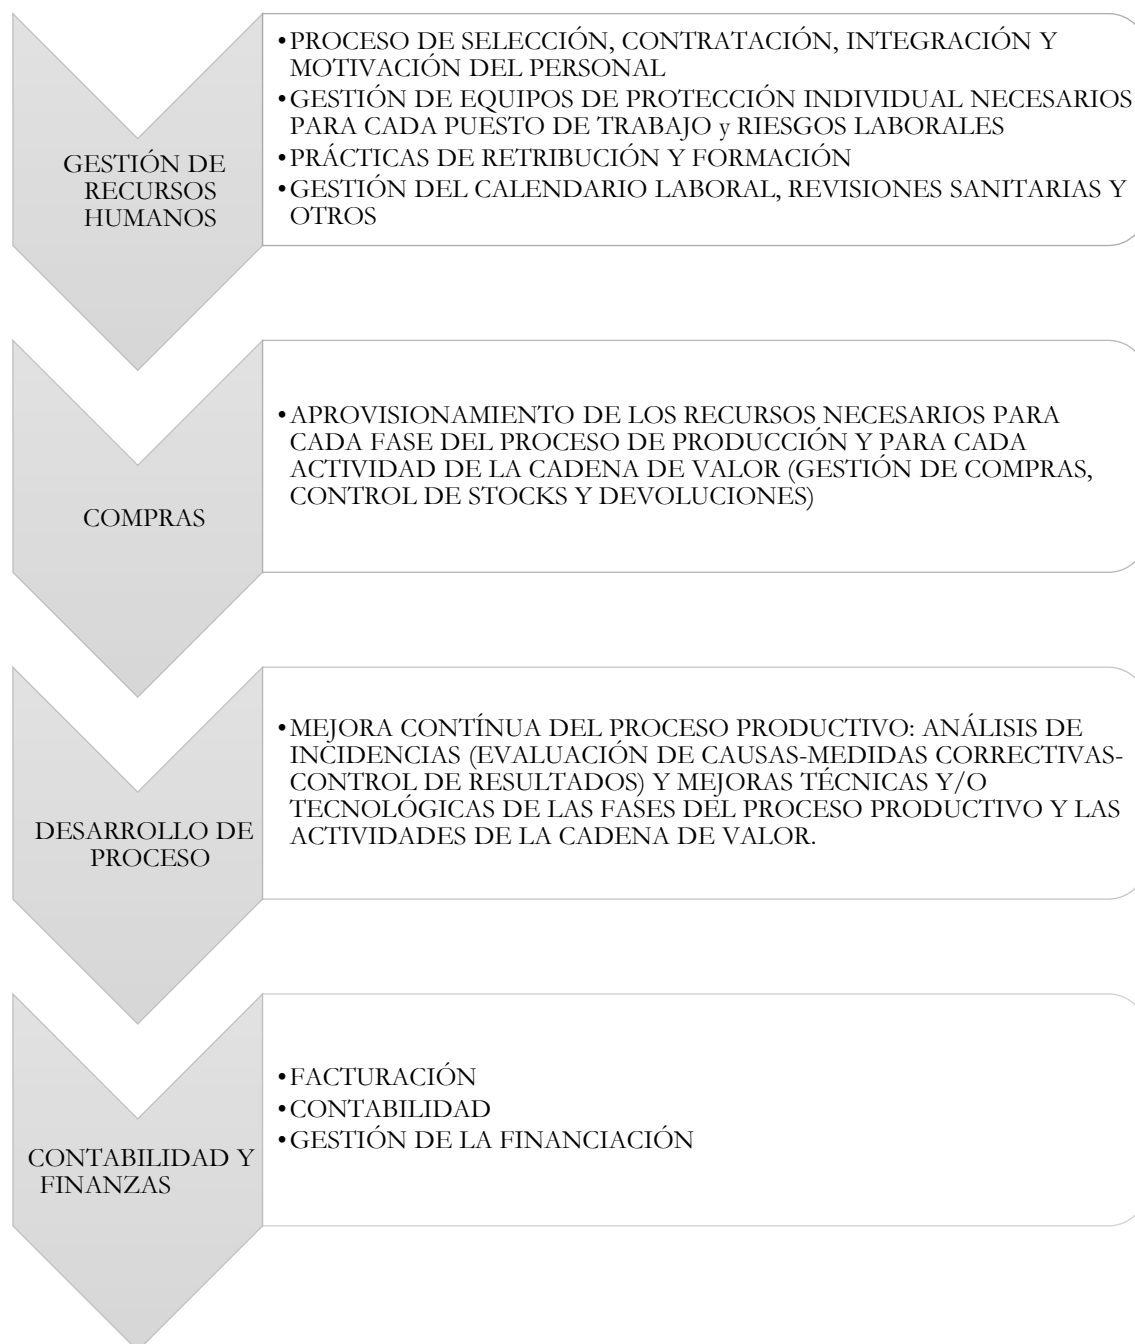 GESTIÓN DE
RECURSOS
HUMANOS
•PROCESO DE SELECCIÓN, CONTRATACIÓN, INTEGRACIÓN Y
MOTIVACIÓN DEL PERSONAL
•GESTIÓN DE EQUIPOS DE PROTECCIÓN INDIVIDUAL NECESARIOS
PARA CADA PUESTO DE TRABAJO y RIESGOS LABORALES
•PRÁCTICAS DE RETRIBUCIÓN Y FORMACIÓN
•GESTIÓN DEL CALENDARIO LABORAL, REVISIONES SANITARIAS Y
OTROS
COMPRAS
•APROVISIONAMIENTO DE LOS RECURSOS NECESARIOS PARA
CADA FASE DEL PROCESO DE PRODUCCIÓN Y PARA CADA
ACTIVIDAD DE LA CADENA DE VALOR (GESTIÓN DE COMPRAS,
CONTROL DE STOCKS Y DEVOLUCIONES)
DESARROLLO DE
PROCESO
•MEJORA CONTÍNUA DEL PROCESO PRODUCTIVO: ANÁLISIS DE
INCIDENCIAS (EVALUACIÓN DE CAUSAS-MEDIDAS CORRECTIVAS-
CONTROL DE RESULTADOS) Y MEJORAS TÉCNICAS Y/O
TECNOLÓGICAS DE LAS FASES DEL PROCESO PRODUCTIVO Y LAS
ACTIVIDADES DE LA CADENA DE VALOR.
CONTABILIDAD Y
FINANZAS
•FACTURACIÓN
•CONTABILIDAD
•GESTIÓN DE LA FINANCIACIÓN